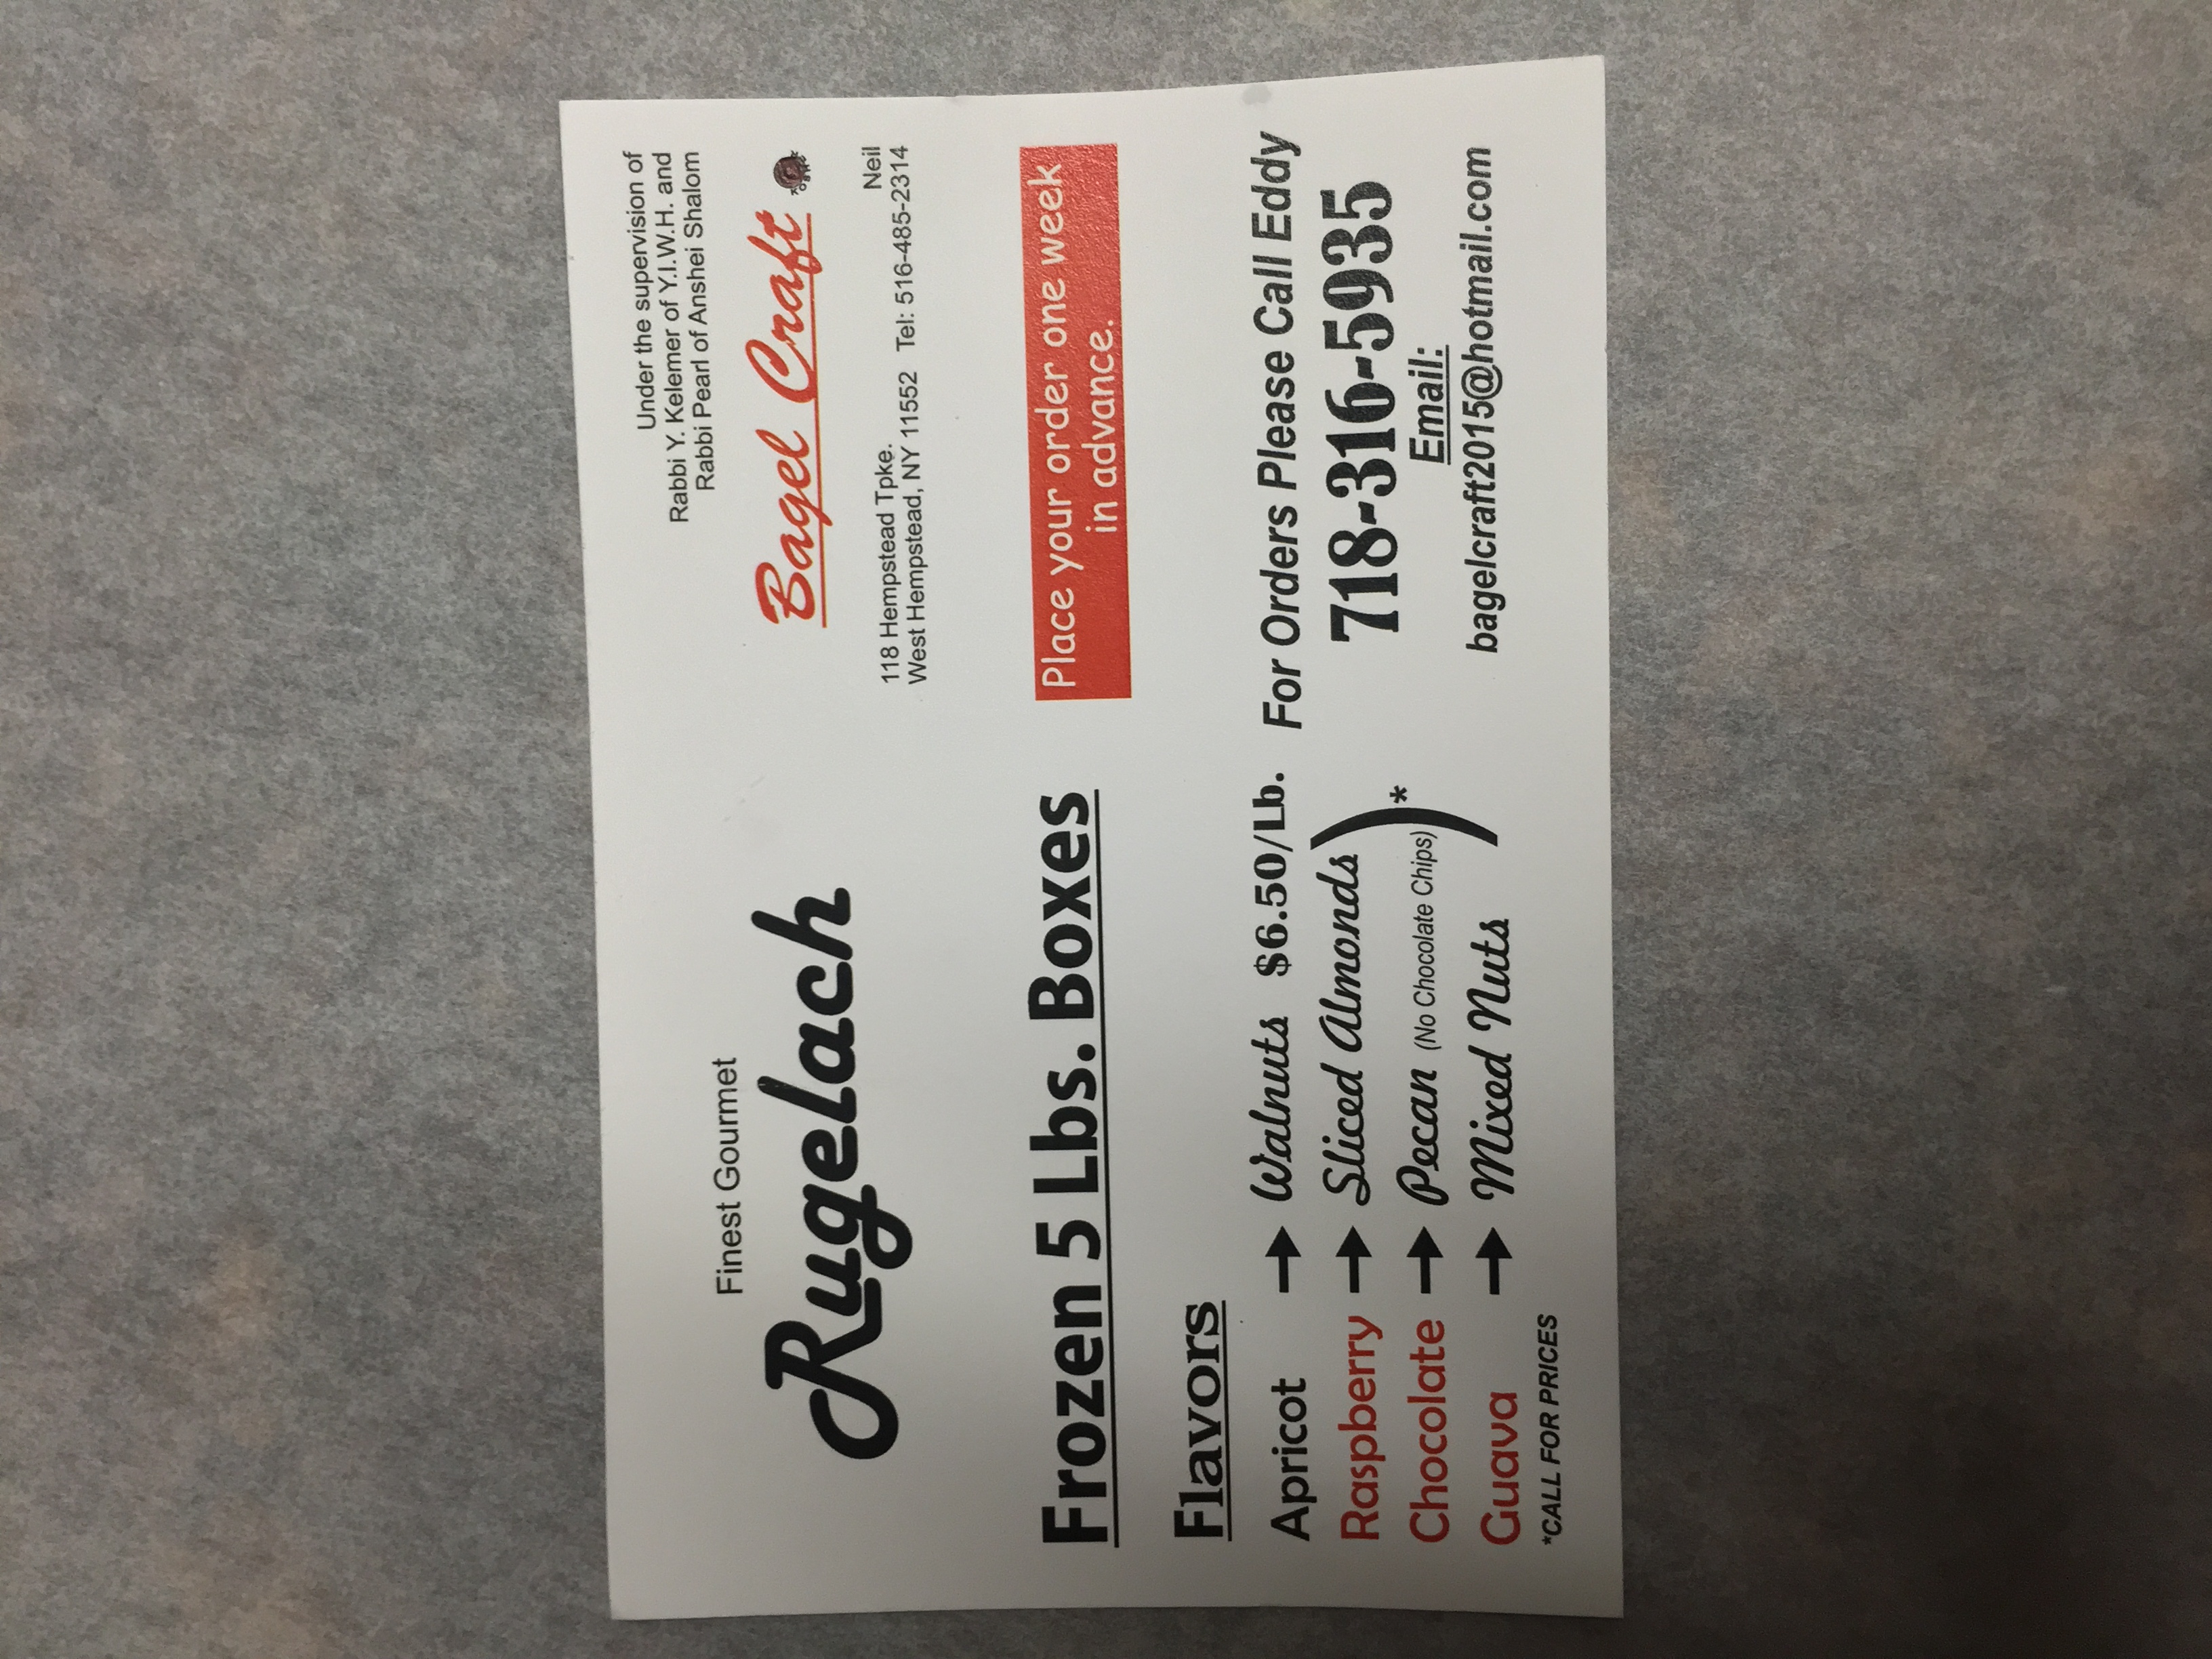 Finest Gourmet
Rugelach
Under the supervision of
Rabbi Y. Kelemer of Y.I.W.H. and
Rabbi Pearl of Anshei Shalom
Bagel Craft
Neil
118 Hempstead Tpke.
West Hempstead, NY 11552 Tel: 516-485-2314
Frozen 5 Lbs. Boxes
Place your order one week
in advance.
Flavors
Apricot → Walnuts $6.50/Lb.
Raspberry → Sliced Almonds
Chocolate → Pecan (No Chocolate Chips) ) *
Guava → Mixed Nuts
*CALL FOR PRICES
For Orders Please Call Eddy
718-316-5935
Email:
bagelcraft2015@hotmail.com